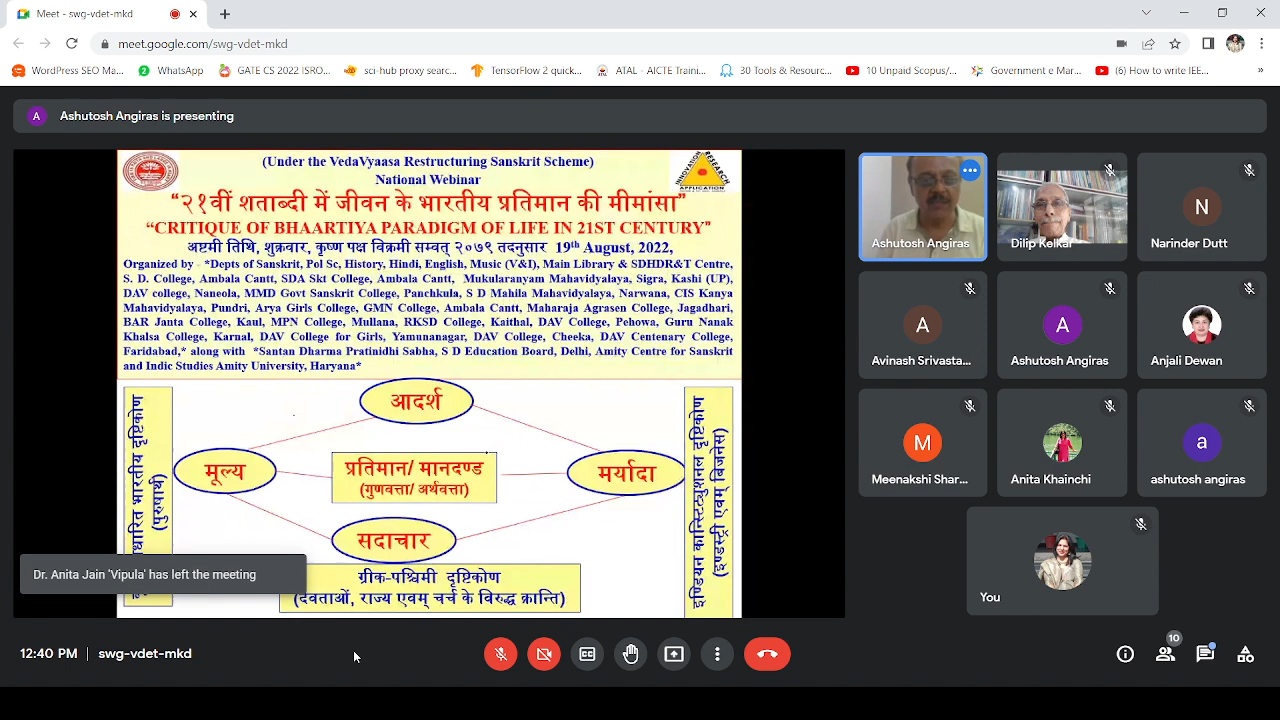 Meet - swg-vdet-mkd
meet.google.com/swg-vdet-mkd
WordPress SEO Ma...
WhatsApp
GATE CS 2022 ISRO...
sci-hub proxy searc...
TensorFlow 2 quick...
ATAL - AICTE Traini...
30 Tools & Resourc...
10 Unpaid Scopus/...
Government e Mar...
(6) How to write IEE...
»
A
Ashutosh Angiras is presenting
(Under the VedaVyaasa Restructuring Sanskrit Scheme)
National Webinar
INNOVATION RESEARCH
APPLICATION
“२१वीं शताब्दी में जीवन के भारतीय प्रतिमान की मीमांसा”
“CRITIQUE OF BHAARTIYA PARADIGM OF LIFE IN 21ST CENTURY”
अष्टमी तिथि, शुक्रवार, कृष्ण पक्ष विक्रमी सम्वत् २०७९ तदनुसार 19th August, 2022,
Organized by - *Depts of Sanskrit, Pol Sc, History, Hindi, English, Music (V&I), Main Library & SDHDR&T Centre,
S. D. College, Ambala Cantt, SDA Skt College, Ambala Cantt, Mukularanyam Mahavidyalaya, Sigra, Kashi (UP),
DAV college, Naneola, MMD Govt Sanskrit College, Panchkula, S D Mahila Mahavidyalaya, Narwana, CIS Kanya
Mahavidyalaya, Pundri, Arya Girls College, GMN College, Ambala Cantt, Maharaja Agrasen College, Jagadhari,
BAR Janta College, Kaul, MPN College, Mullana, RKSD College, Kaithal, DAV College, Pehowa, Guru Nanak
Khalsa College, Karnal, DAV College for Girls, Yamunanagar, DAV College, Cheeka, DAV Centenary College,
Faridabad,* along with *Santan Dharma Pratinidhi Sabha, S D Education Board, Delhi, Amity Centre for Sanskrit
and Indic Studies Amity University, Haryana*
आदर्श
मूल्य
प्रतिमान/ मानदण्ड
(गुणवत्ता/ अर्थवत्ता)
मर्यादा
सदाचार
ग्रीक-पश्चिमी दृष्टिकोण
(देवताओं, राज्य एवम् चर्च के विरुद्ध क्रान्ति)
भारतीय दृष्टिकोण
(पुरुषार्थ)
इण्डियन कान्स्टिट्युशनल दृष्टिकोण
(इण्डस्ट्री एवम् बिजनेस)
Dr. Anita Jain 'Vipula' has left the meeting
Ashutosh Angiras
Dilip Kelkar
N
Narinder Dutt
A
Avinash Srivasta...
A
Ashutosh Angiras
Anjali Dewan
M
Meenakshi Shar...
Anita Khainchi
a
ashutosh angiras
You
12:40 PM | swg-vdet-mkd
10